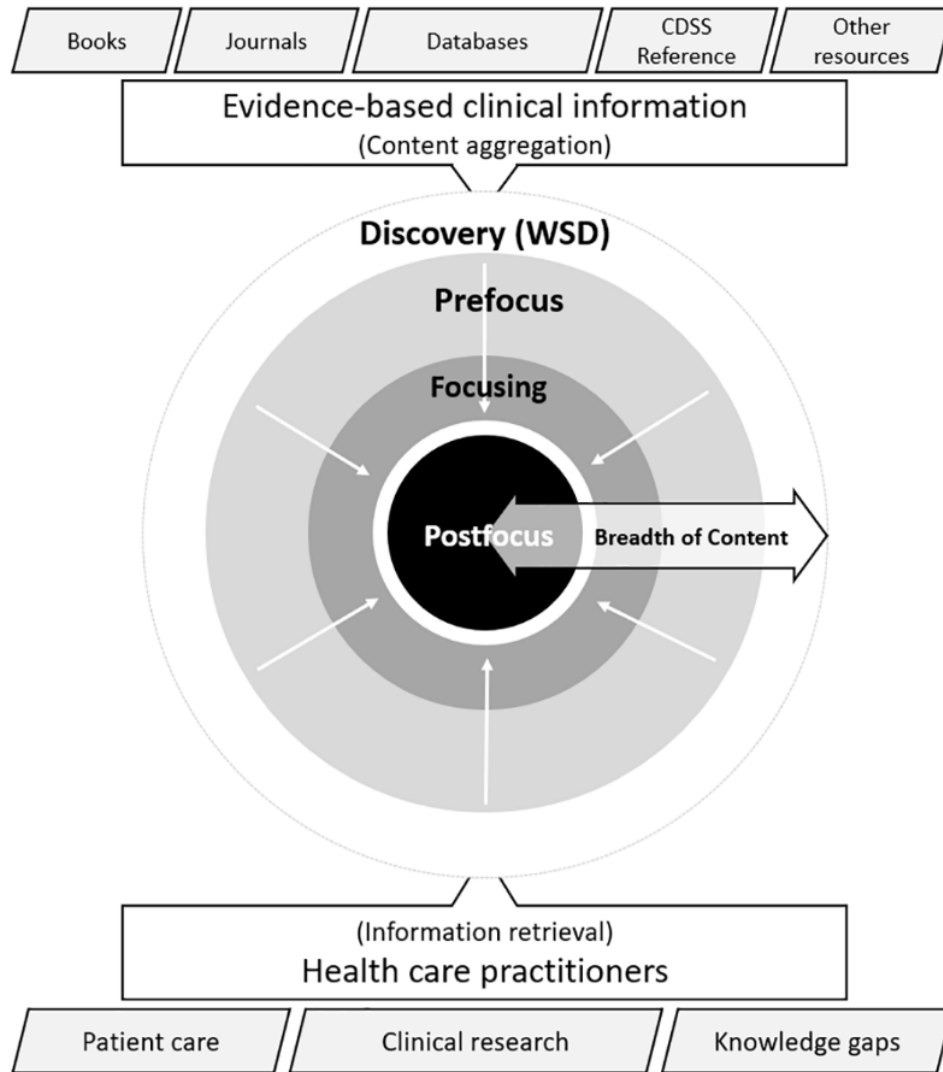 Books
Journals
Databases
CDSS
Reference
Other
resources
Evidence-based clinical information
(Content aggregation)
Discovery (WSD)
Prefocus
Focusing
Postfocus
Breadth of Content
(Information retrieval)
Health care practitioners
Patient care
Clinical research
Knowledge gaps